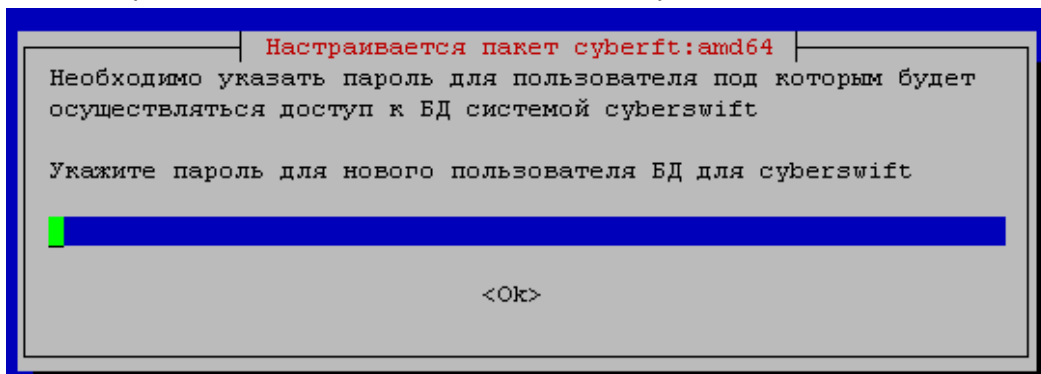 Настраивается пакет cyberft:amd64
Необходимо указать пароль для пользователя под которым будет
осуществляться доступ к БД системой cyberswift
Укажите пароль для нового пользователя БД для cyberswift
<Ok>